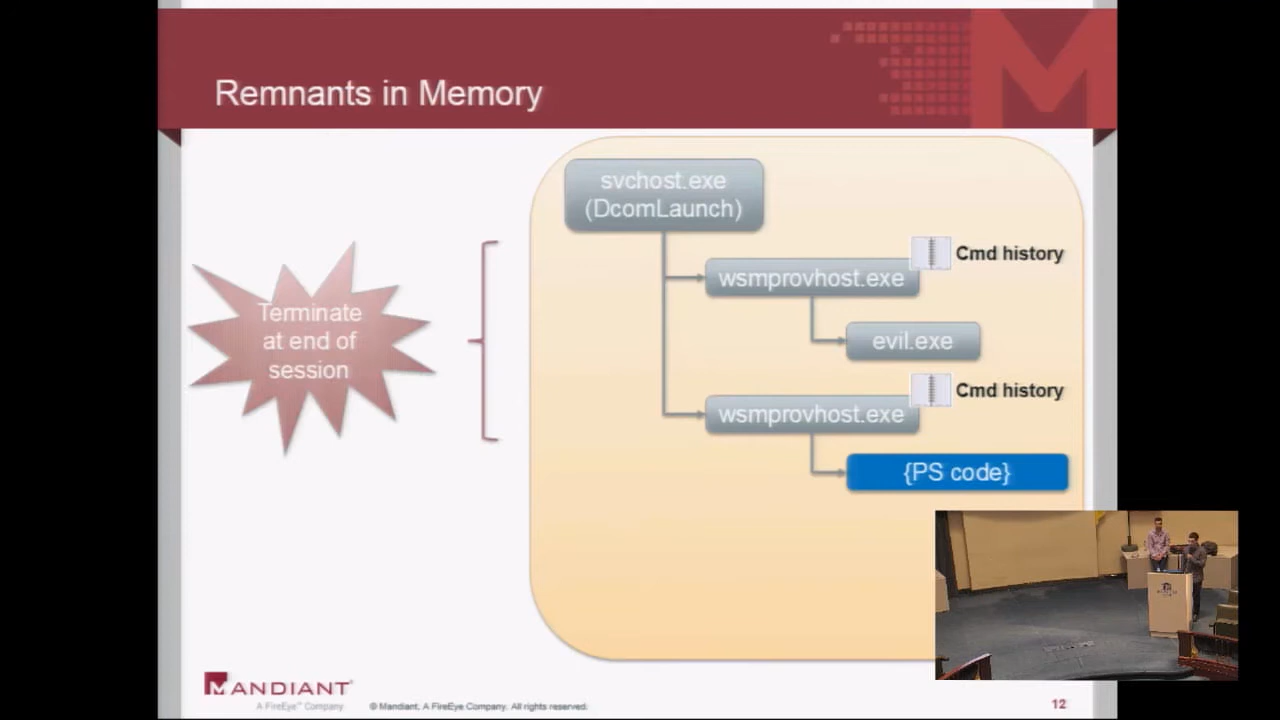 Remnants in Memory
svchost.exe
(DcomLaunch)
Cmd history
wsmprovhost.exe
evil.exe
Terminate
at end of
session
Cmd history
wsmprovhost.exe
{PS code}
MANDIANT
A FireEye™ Company
© Mandiant, A FireEye Company. All rights reserved.
12